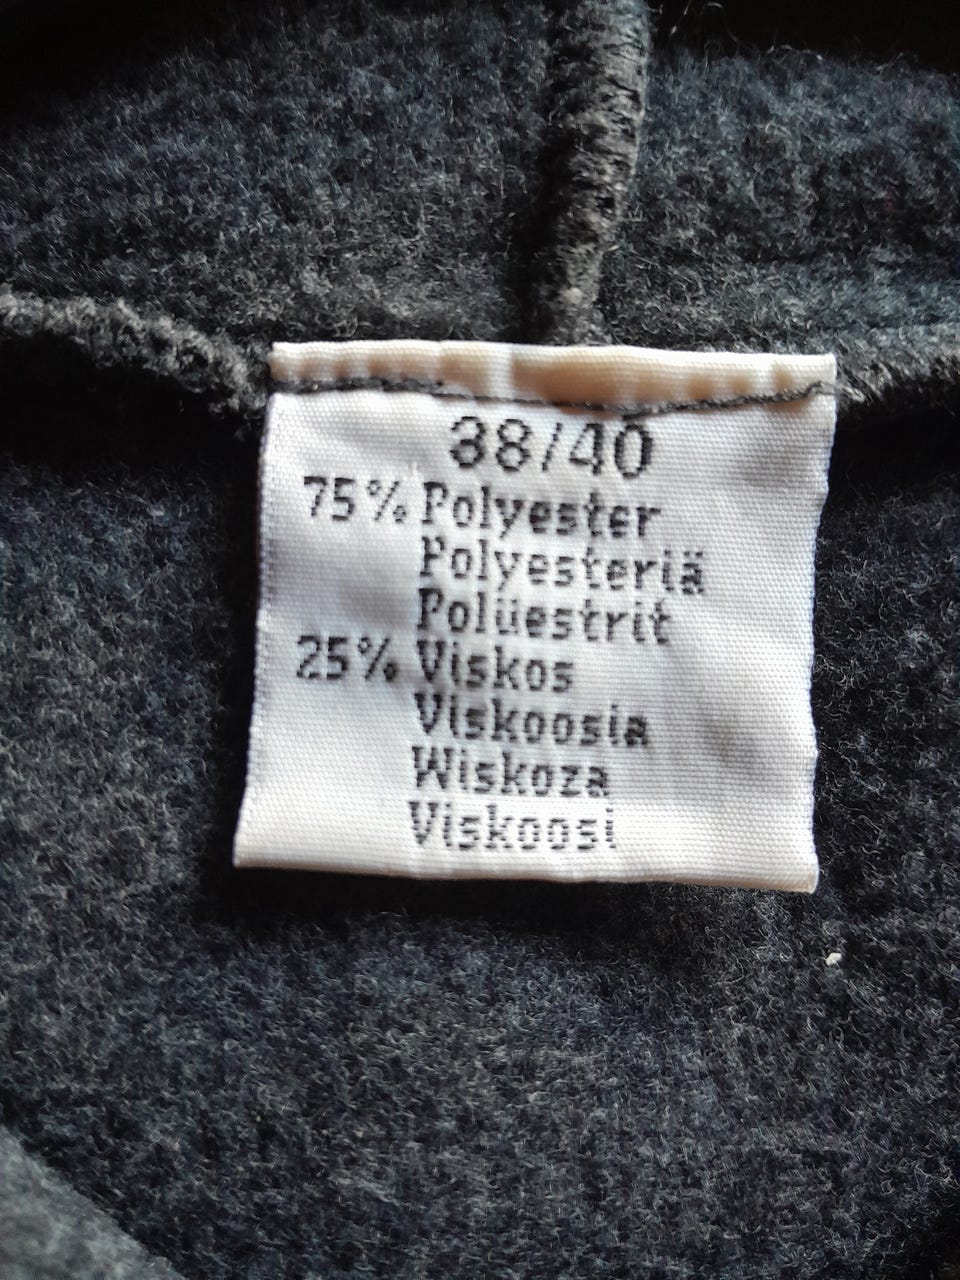 38/40
75% Polyester
Polyesteriä
Polüestrit
25% Viskos
Viskoosia
Wiskoza
Viskoosi